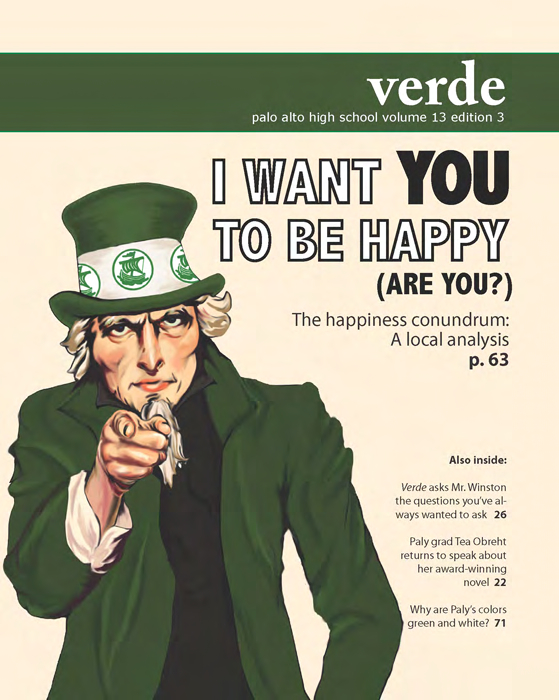 verde
palo alto high school volume 13 edition 3
I WANT YOU
TO BE HAPPY
(ARE YOU?)
The happiness conundrum:
A local analysis
p. 63
Also inside:
Verde asks Mr. Winston
the questions you've al-
ways wanted to ask 26
Paly grad Tea Obreht
returns to speak about
her award-winning
novel 22
Why are Paly's colors
green and white? 71